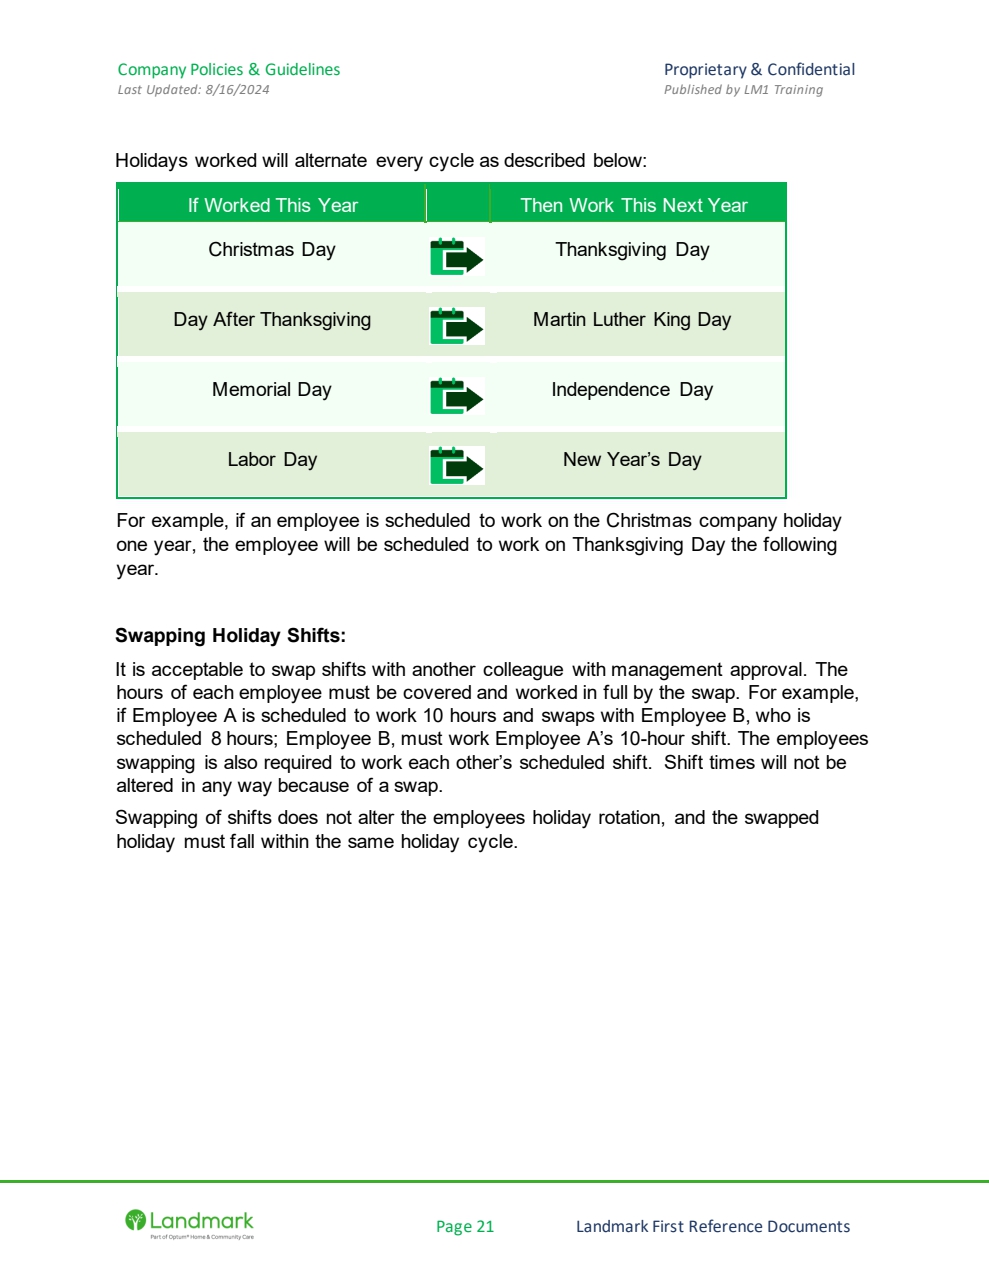 Company Policies & Guidelines
Proprietary & Confidential
Last Updated: 8/16/2024
Published by LM1 Training
Holidays worked will alternate every cycle as described below:
If Worked This Year
Then Work This Next Year
Christmas Day
Thanksgiving Day
Day After Thanksgiving
Martin Luther King Day
Memorial Day
Independence Day
Labor Day
New Year’s Day
For example, if an employee is scheduled to work on the Christmas company holiday
one year, the employee will be scheduled to work on Thanksgiving Day the following
year.
Swapping Holiday Shifts:
It is acceptable to swap shifts with another colleague with management approval. The
hours of each employee must be covered and worked in full by the swap. For example,
if Employee A is scheduled to work 10 hours and swaps with Employee B, who is
scheduled 8 hours; Employee B, must work Employee A’s 10-hour shift. The employees
swapping is also required to work each other’s scheduled shift. Shift times will not be
altered in any way because of a swap.
Swapping of shifts does not alter the employees holiday rotation, and the swapped
holiday must fall within the same holiday cycle.
Landmark
Part of Optum® Home & Community Care
Page 21
Landmark First Reference Documents